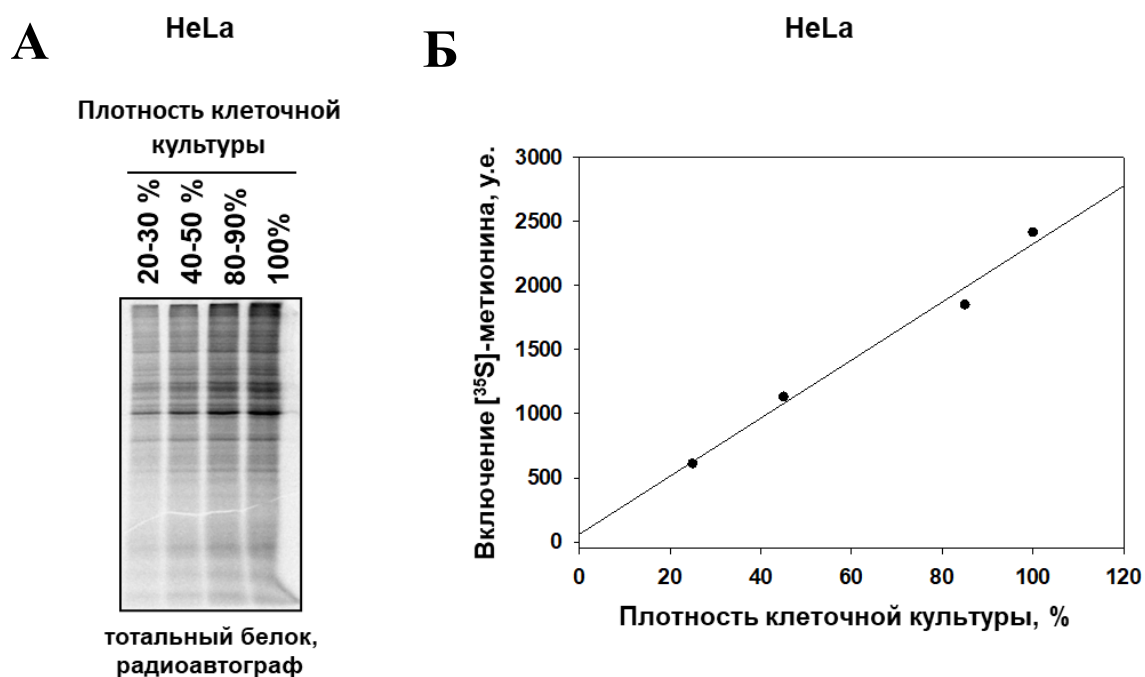 А
HeLa
Плотность клеточной
культуры
20-30 %
40-50 %
80-90%
100%
тотальный белок,
радиоавтограф
Б
HeLa
Включение [³⁵S]-метионина, у.е.
3000
2500
2000
1500
1000
500
0
0 20 40 60 80 100 120
Плотность клеточной культуры, %